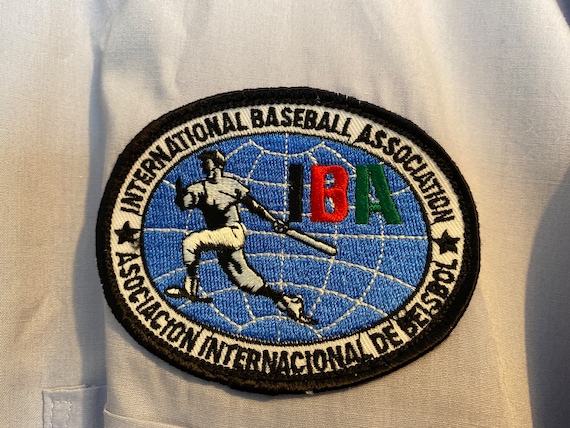 INTERNATIONAL BASEBALL ASSOCIATION
IBA
ASOCIACION INTERNACIONAL DE BEISBOL